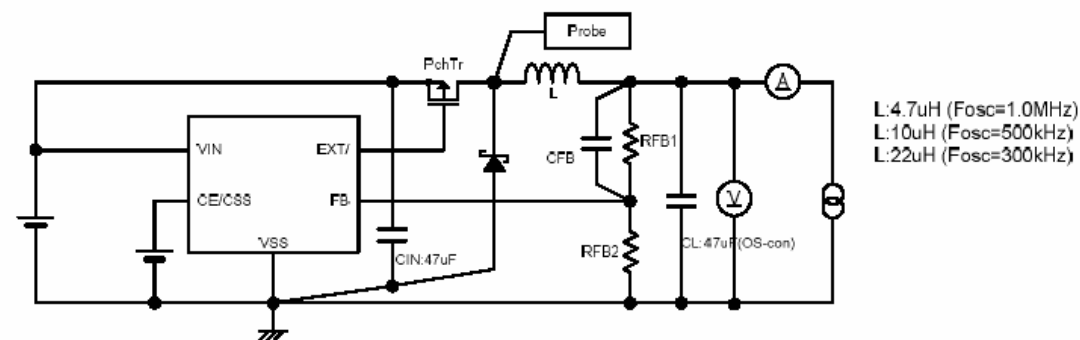 Probe
PchTr
L
A
L:4.7uH (Fosc=1.0MHz)
L:10uH (Fosc=500kHz)
L:22uH (Fosc=300kHz)
VIN
EXT/
CFB
RFB1
CE/CSS
FB
V
VSS
CIN:47uF
RFB2
CL:47uF(OS-con)